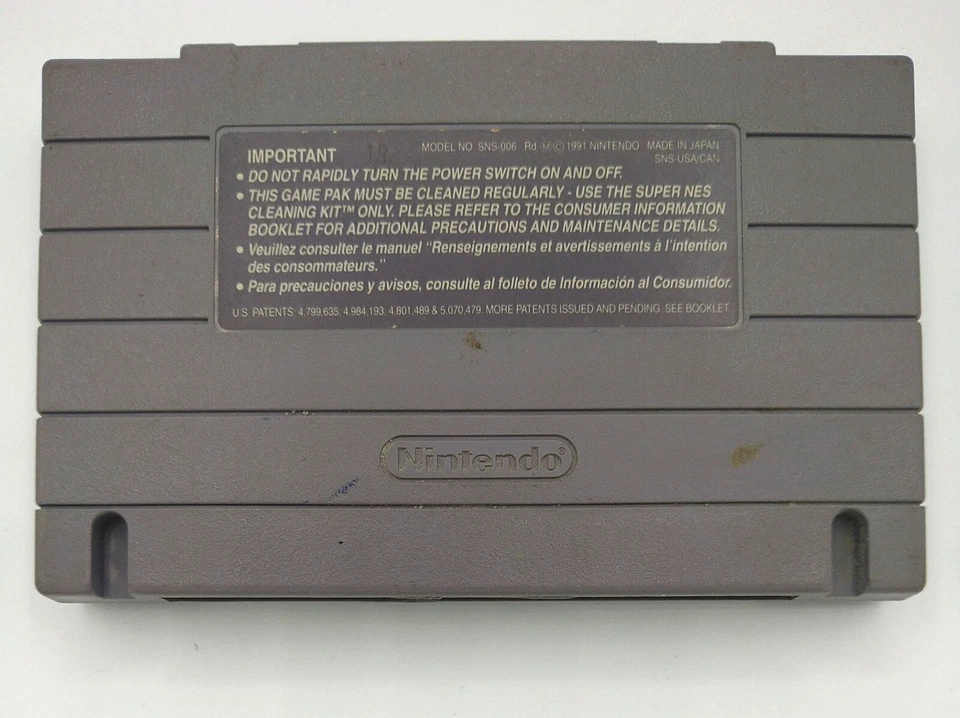 IMPORTANT 19 MODEL NO SNS-006 Rd Ⓜ©1991 NINTENDO MADE IN JAPAN
SNS-USA/CAN
• DO NOT RAPIDLY TURN THE POWER SWITCH ON AND OFF.
• THIS GAME PAK MUST BE CLEANED REGULARLY - USE THE SUPER NES
CLEANING KIT™ ONLY. PLEASE REFER TO THE CONSUMER INFORMATION
BOOKLET FOR ADDITIONAL PRECAUTIONS AND MAINTENANCE DETAILS.
• Veuillez consulter le manuel "Renseignements et avertissements à l'intention
des consommateurs."
• Para precauciones y avisos, consulte al folleto de Información al Consumidor.
U.S. PATENTS: 4,799,635, 4,984,193, 4,801,489 & 5,070,479, MORE PATENTS ISSUED AND PENDING. SEE BOOKLET
Nintendo®